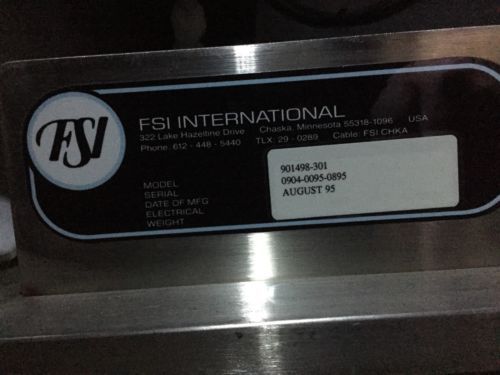 FSI
FSI INTERNATIONAL
322 Lake Hazeltine Drive Chaska, Minnesota 55318-1096 USA
Phone: 612 - 448 - 5440 TLX: 29 - 0289 Cable: FSI CHKA
MODEL 901498-301
SERIAL 0904-0095-0895
DATE OF MFG AUGUST 95
ELECTRICAL
WEIGHT